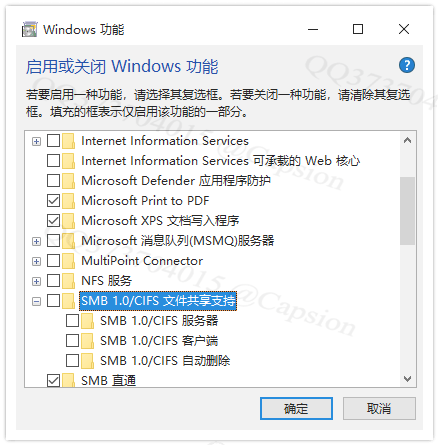 Windows 功能
启用或关闭 Windows 功能
若要启用一种功能，请选择其复选框。若要关闭一种功能，请清除其复选
框。填充的框表示仅启用该功能的一部分。
Internet Information Services
Internet Information Services 可承载的 Web 核心
Microsoft Defender 应用程序防护
Microsoft Print to PDF
Microsoft XPS 文档写入程序
Microsoft 消息队列(MSMQ)服务器
MultiPoint Connector
NFS 服务
SMB 1.0/CIFS 文件共享支持
SMB 1.0/CIFS 服务器
SMB 1.0/CIFS 客户端
SMB 1.0/CIFS 自动删除
SMB 直通
确定
取消